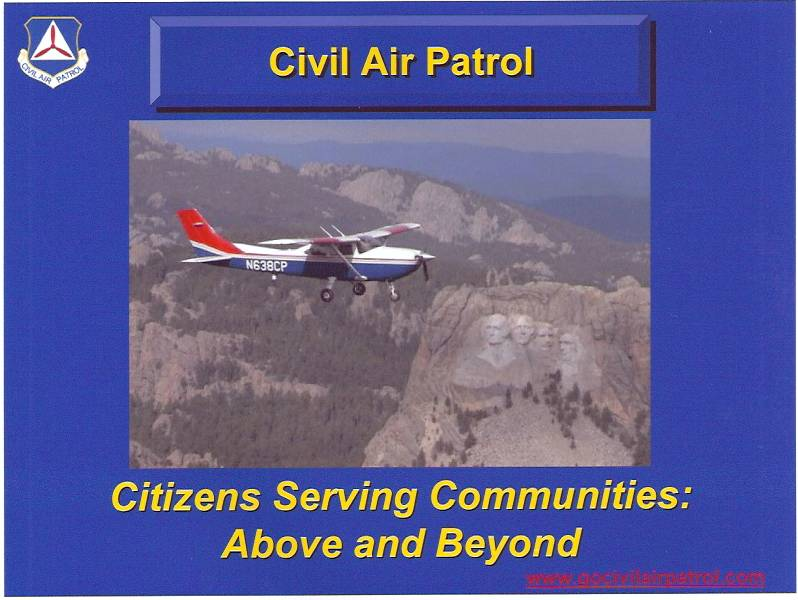 CIVIL AIR PATROL
Civil Air Patrol
N638CP
Citizens Serving Communities:
Above and Beyond
www.gocivilairpatrol.com